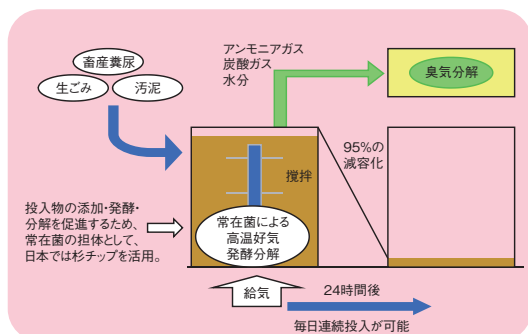 畜産糞尿
生ごみ
汚泥
アンモニアガス
炭酸ガス
水分
臭気分解
95%の
減容化
攪拌
投入物の添加・発酵・
分解を促進するため、
常在菌の担体として、
日本では杉チップを活用。
常在菌による
高温好気
発酵分解
給気
24時間後
毎日連続投入が可能